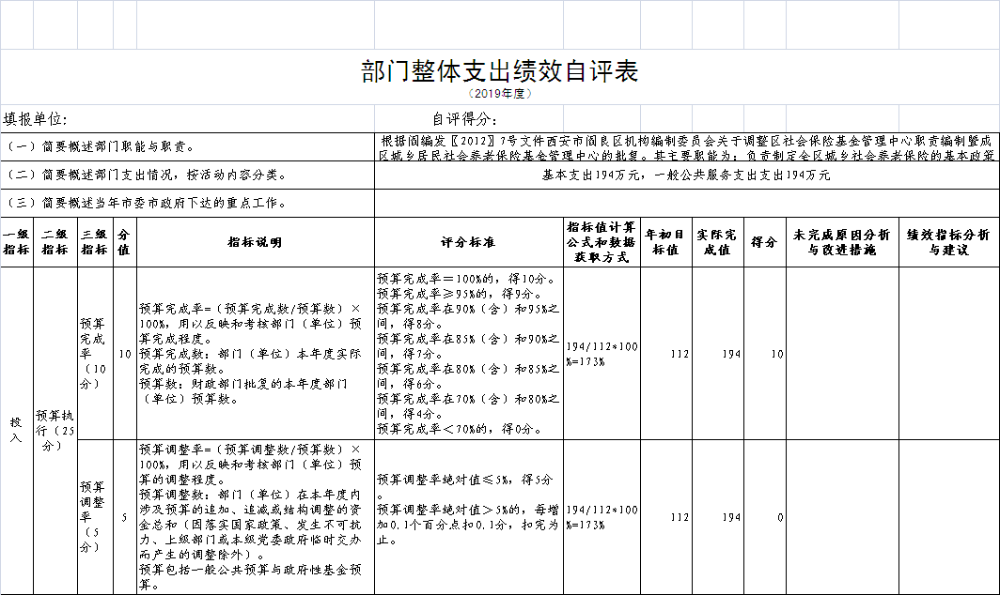 部门整体支出绩效自评表
（2019年度）
填报单位:
自评得分:
（一）简要概述部门职能与职责。
根据阎编发〖2012〗7号文件西安市阎良区机构编制委员会关于调整区社会保险基金管理中心职责编制暨成
区城乡居民社会养老保险基金管理中心的批复。其主要职能为：负责制定全区城乡社会养老保险的基本政策
（二）简要概述部门支出情况，按活动内容分类。
基本支出194万元，一般公共服务支出支出194万元
（三）简要概述当年市委市政府下达的重点工作。
一级
指标
二级
指标
三级
指标
分
值
指标说明
评分标准
指标值计算
公式和数据
获取方式
年初目
标值
实际完
成值
得分
未完成原因分析
与改进措施
绩效指标分析
与建议
投
入
预算执
行（25
分）
预算
完成
率
（10
分）
10
预算完成率=（预算完成数/预算数）×
100%，用以反映和考核部门（单位）预
算完成程度。
预算完成数：部门（单位）本年度实际
完成的预算数。
预算数：财政部门批复的本年度部门
（单位）预算数。
预算完成率＝100%的，得10分。
预算完成率≥95%的，得9分。
预算完成率在90%（含）和95%之
间，得8分。
预算完成率在85%（含）和90%之
间，得7分。
预算完成率在80%（含）和85%之
间，得6分。
预算完成率在70%（含）和80%之
间，得4分。
预算完成率＜70%的，得0分。
194/112*100
%=173%
112
194
10
预算
调整
率
（5
分）
5
预算调整率=（预算调整数/预算数）×
100%，用以反映和考核部门（单位）预
算的调整程度。
预算调整数：部门（单位）在本年度内
涉及预算的追加、追减或结构调整的资
金总和（因落实国家政策、发生不可抗
力、上级部门或本级党委政府临时交办
而产生的调整除外）。
预算包括一般公共预算与政府性基金预
算。
预算调整率绝对值≤5%，得5分
。
预算调整率绝对值＞5%的，每增
加0.1个百分点扣0.1分，扣完为
止。
194/112*100
%=173%
112
194
0